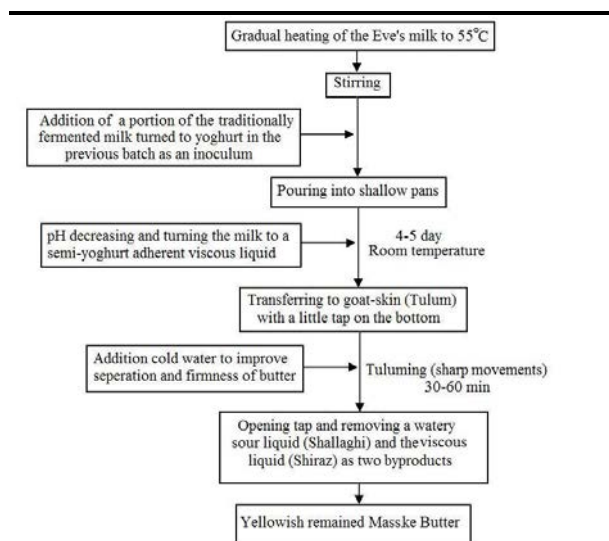 Gradual heating of the Eve's milk to 55°C
Stirring
Addition of a portion of the traditionally
fermented milk turned to yoghurt in the
previous batch as an inoculum
Pouring into shallow pans
pH decreasing and turning the milk to a
semi-yoghurt adherent viscous liquid
4-5 day
Room temperature
Transferring to goat-skin (Tulum)
with a little tap on the bottom
Addition cold water to improve
seperation and firmness of butter
Tuluming (sharp movements)
30-60 min
Opening tap and removing a watery
sour liquid (Shallaghi) and the viscous
liquid (Shiraz) as two byproducts
Yellowish remained Masske Butter